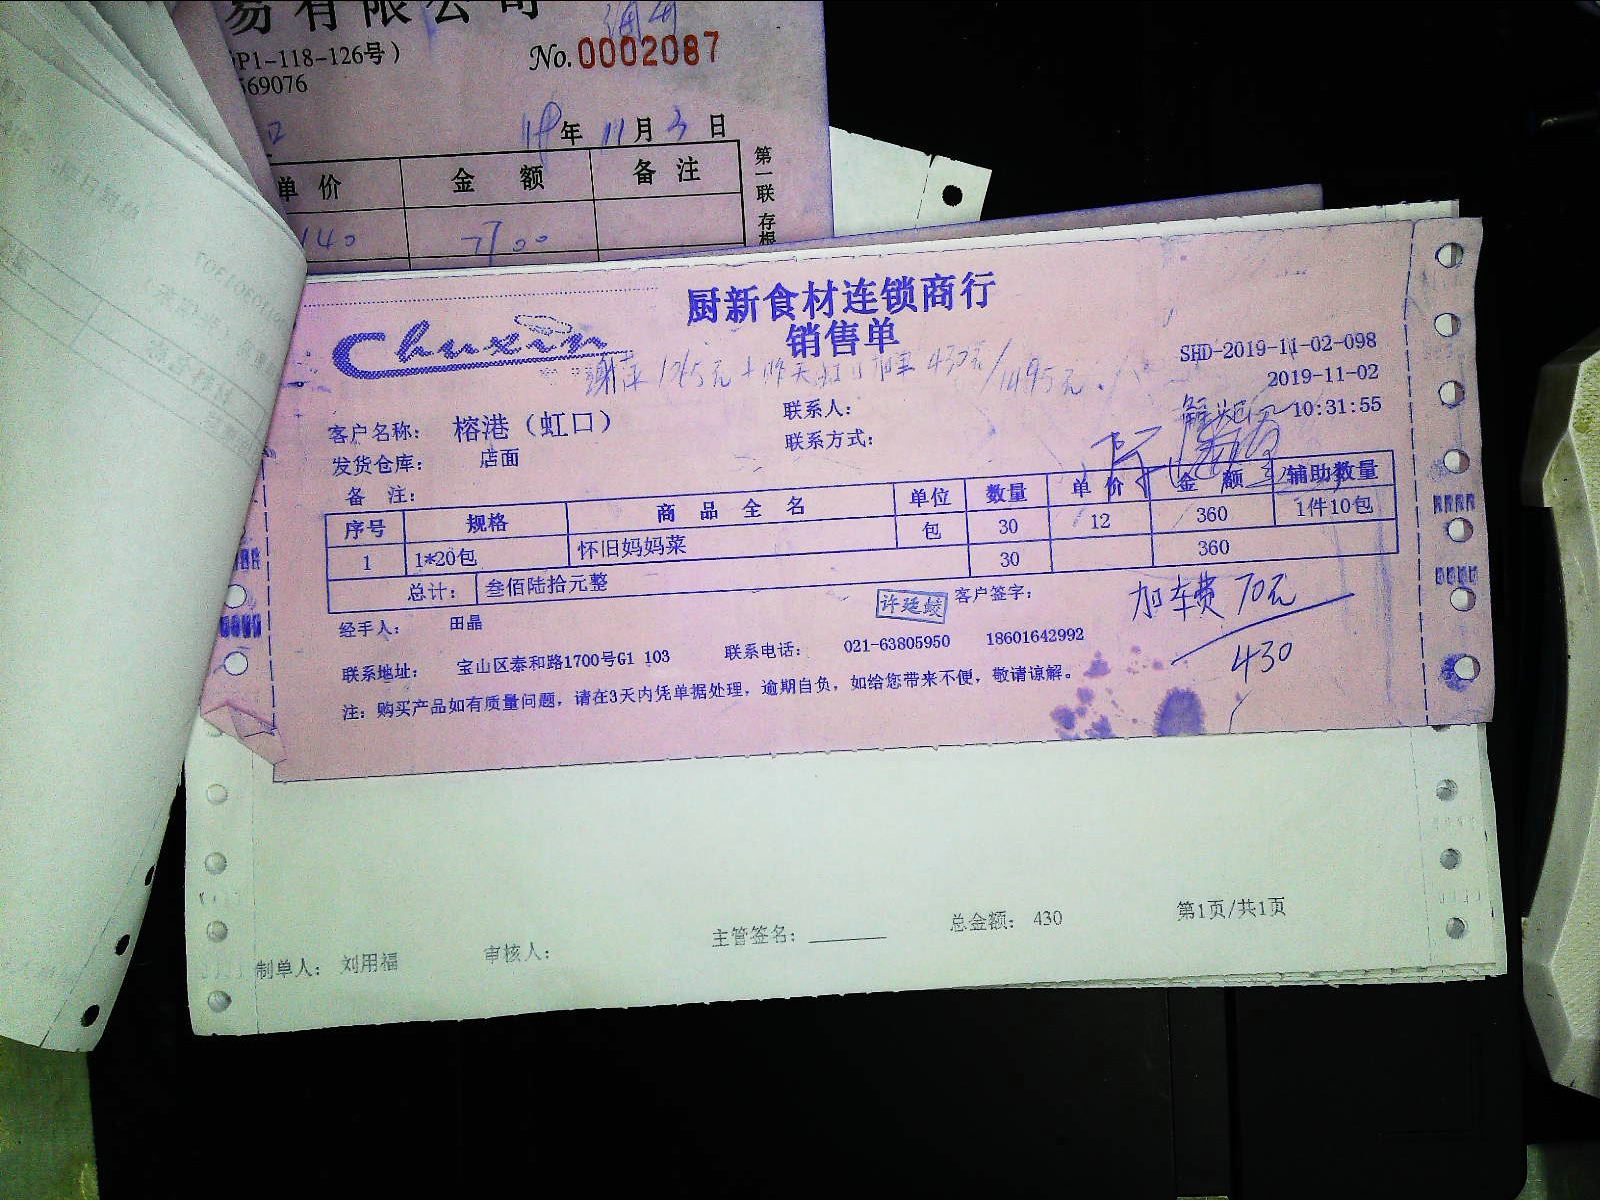 易有限公司
P1-118-126号）
No.0002087
569076
口
19年 11月 3日
单价 金额 备注
第一联 存根
140 7700
厨新食材连锁商行
Chuxin
销售单
SHD-2019-11-02-098
2019-11-02
10:31:55
客户名称： 榕港（虹口）
联系人：
发货仓库： 店面
联系方式：
备 注：
序号 规格 商品全名 单位 数量 单价 金额 辅助数量
1 1*20包 怀旧妈妈菜 包 30 12 360 1件10包
总计： 叁佰陆拾元整 30 360
经手人： 田晶
许廷蛟
客户签字：
加车费 70元
430
联系地址： 宝山区泰和路1700号G1 103 联系电话： 021-63805950 18601642992
注：购买产品如有质量问题，请在3天内凭单据处理，逾期自负，如给您带来不便，敬请谅解。
制单人： 刘用福 审核人： 主管签名：______ 总金额： 430 第1页/共1页